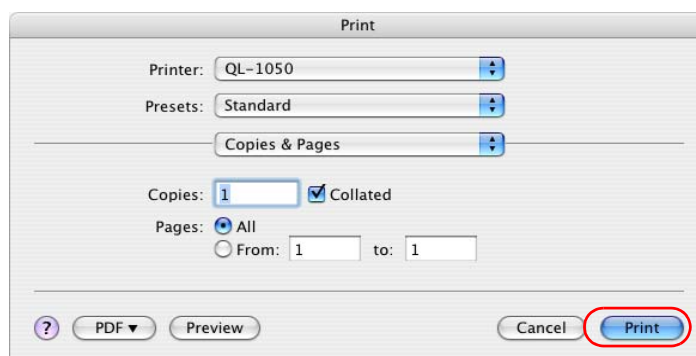 Print
Printer: QL-1050
Presets: Standard
Copies & Pages
Copies: 1 Collated
Pages: All
From: 1 to: 1
? PDF ▼ Preview Cancel Print